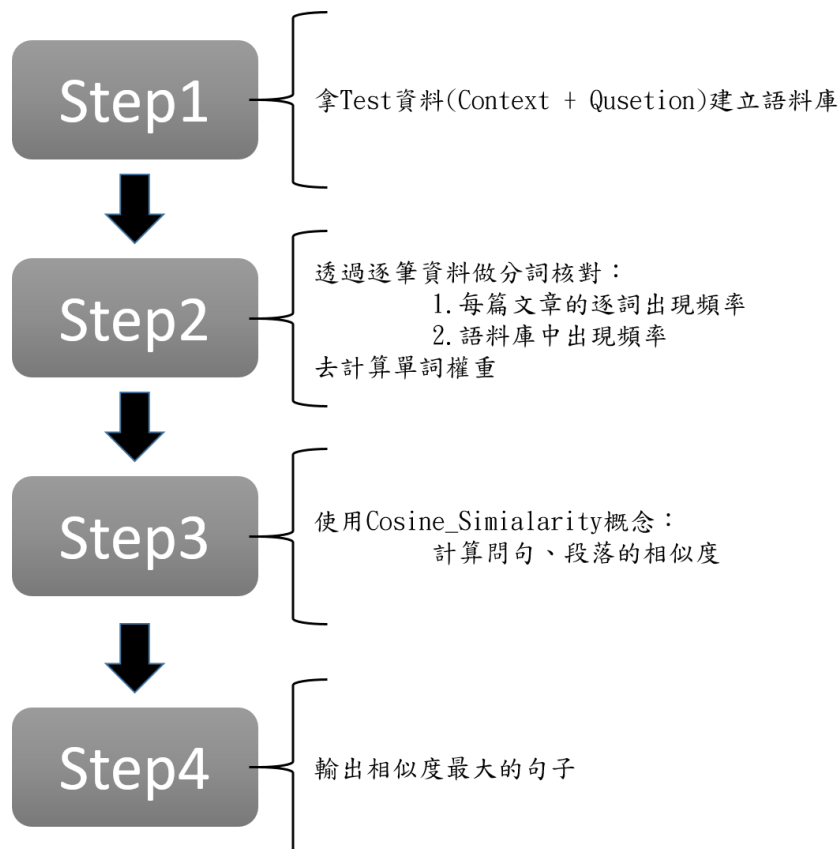 Step1
拿Test資料(Context + Qusetion)建立語料庫
Step2
透過逐筆資料做分詞核對：
1.每篇文章的逐詞出現頻率
2.語料庫中出現頻率
去計算單詞權重
Step3
使用Cosine_Simialarity概念：
計算問句、段落的相似度
Step4
輸出相似度最大的句子